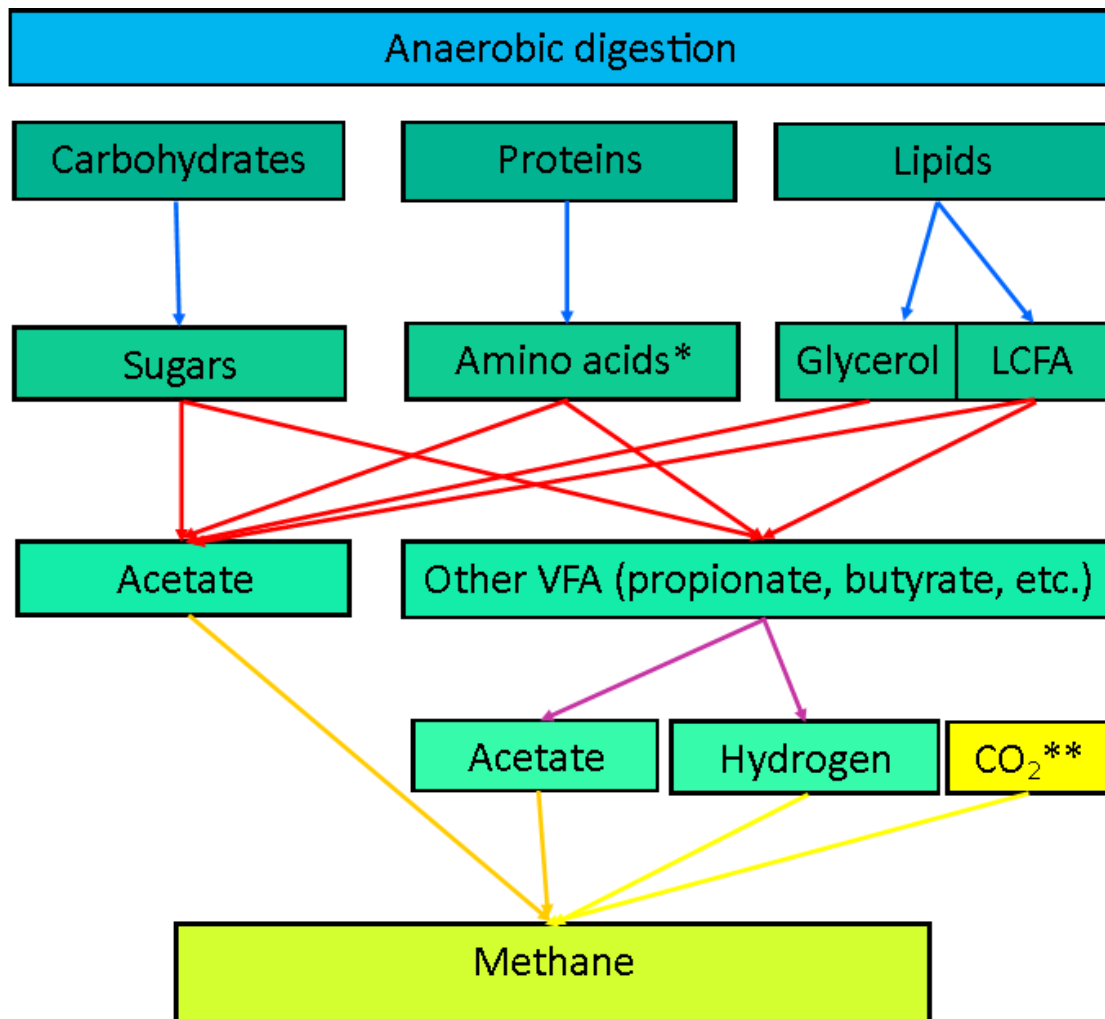 Anaerobic digestion
Carbohydrates
Proteins
Lipids
Sugars
Amino acids*
Glycerol
LCFA
Acetate
Other VFA (propionate, butyrate, etc.)
Acetate
Hydrogen
CO₂**
Methane